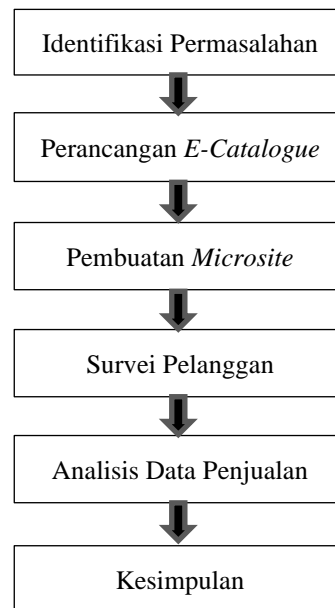 Identifikasi Permasalahan
Perancangan E-Catalogue
Pembuatan Microsite
Survei Pelanggan
Analisis Data Penjualan
Kesimpulan